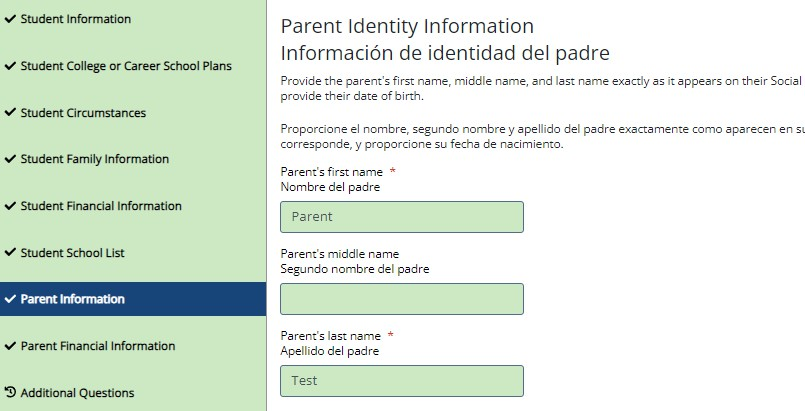 Student Information
Student College or Career School Plans
Student Circumstances
Student Family Information
Student Financial Information
Student School List
Parent Information
Parent Financial Information
Additional Questions
Parent Identity Information
Información de identidad del padre
Provide the parent's first name, middle name, and last name exactly as it appears on their Social
provide their date of birth.
Proporcione el nombre, segundo nombre y apellido del padre exactamente como aparecen en su
corresponde, y proporcione su fecha de nacimiento.
Parent's first name *
Nombre del padre
Parent
Parent's middle name
Segundo nombre del padre
Parent's last name *
Apellido del padre
Test